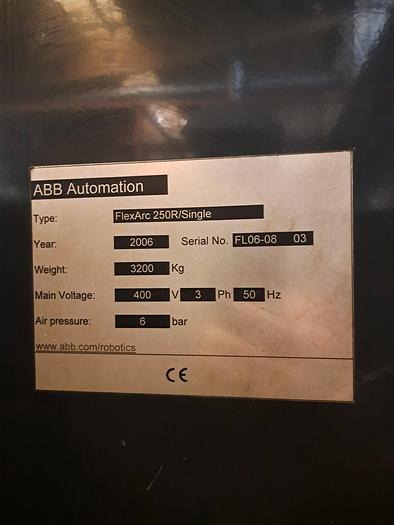 ABB Automation
Type: FlexArc 250R/Single
Year: 2006 Serial No. FL06-08 03
Weight: 3200 Kg
Main Voltage: 400 V 3 Ph 50 Hz
Air pressure: 6 bar
www.abb.com/robotics
CE